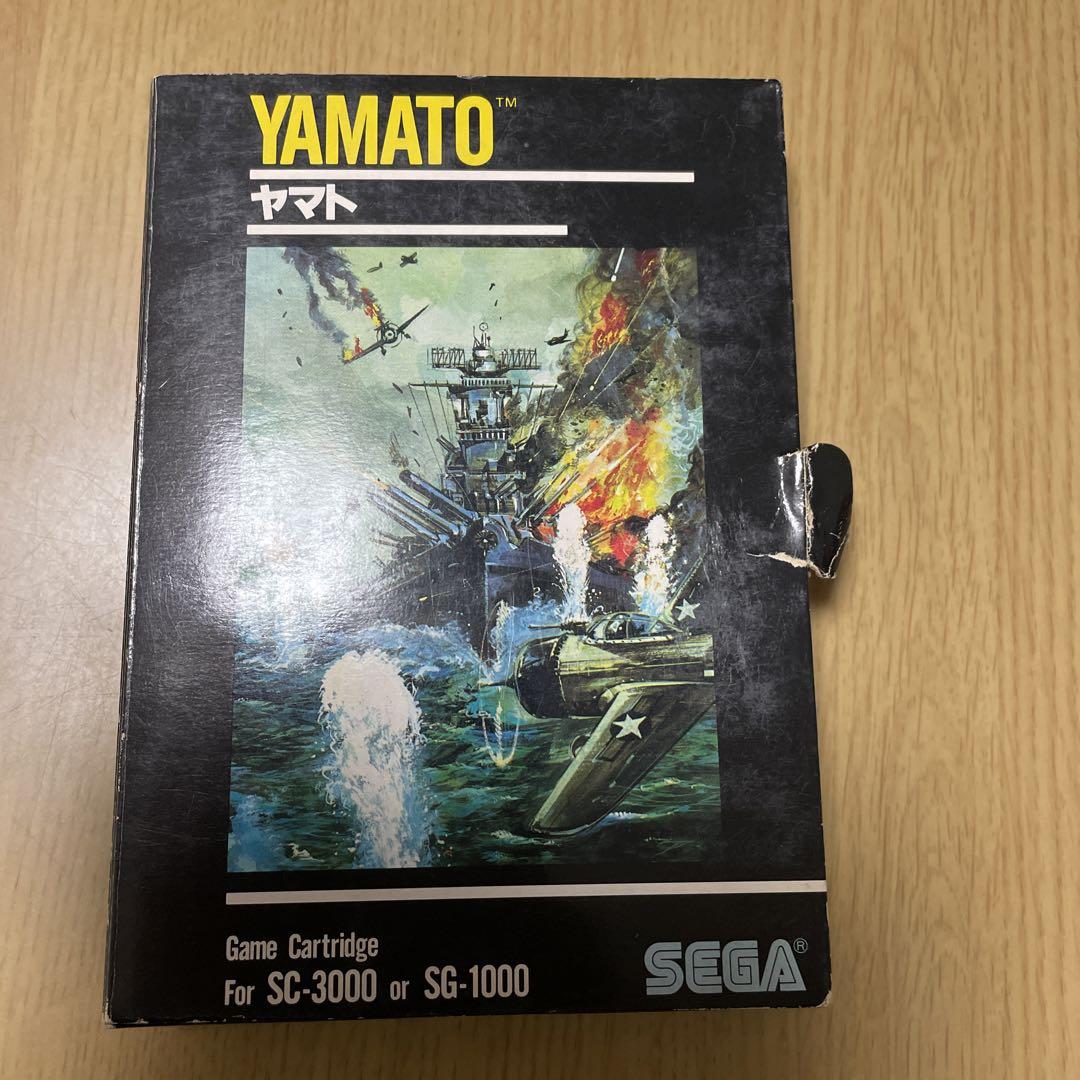 YAMATO™
ヤマト
Game Cartridge
For SC-3000 or SG-1000
SEGA®